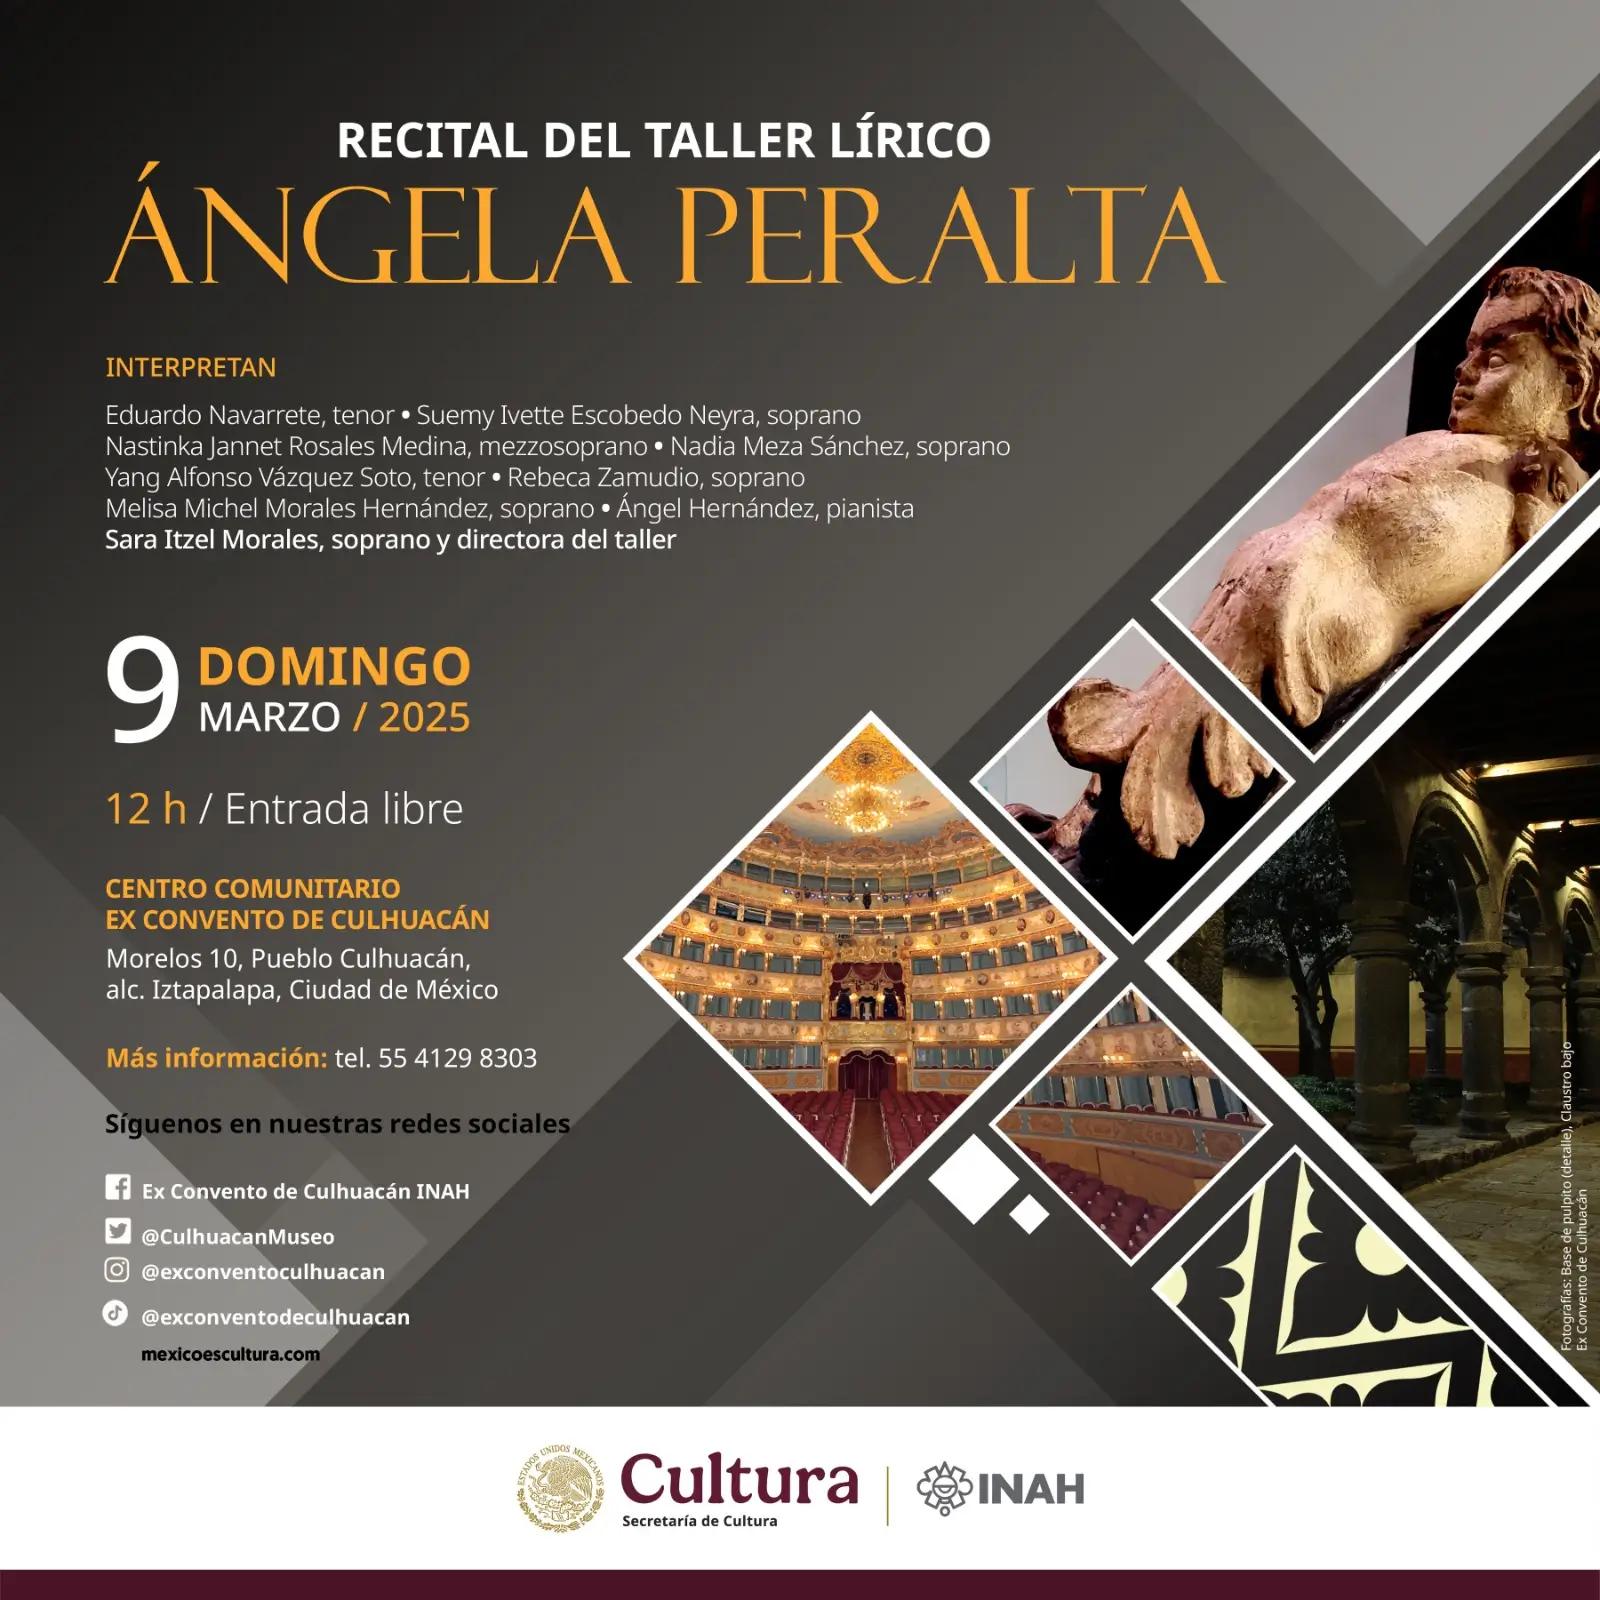 RECITAL DEL TALLER LÍRICO
ÁNGELA PERALTA
INTERPRETAN
Eduardo Navarrete, tenor • Suemy Ivette Escobedo Neyra, soprano
Nastinka Jannet Rosales Medina, mezzosoprano • Nadia Meza Sánchez, soprano
Yang Alfonso Vázquez Soto, tenor • Rebeca Zamudio, soprano
Melisa Michel Morales Hernández, soprano • Ángel Hernández, pianista
Sara Itzel Morales, soprano y directora del taller
9 DOMINGO
MARZO / 2025
12 h / Entrada libre
CENTRO COMUNITARIO
EX CONVENTO DE CULHUACÁN
Morelos 10, Pueblo Culhuacán,
alc. Iztapalapa, Ciudad de México
Más información: tel. 55 4129 8303
Síguenos en nuestras redes sociales
Ex Convento de Culhuacán INAH
@CulhuacanMuseo
@exconventoculhuacan
@exconventodeculhuacan
mexicoescultura.com
Fotografías: Base de pulpito (detalle), Claustro bajo
Ex Convento de Culhuacán
ESTADOS UNIDOS MEXICANOS
Cultura
Secretaría de Cultura
INAH